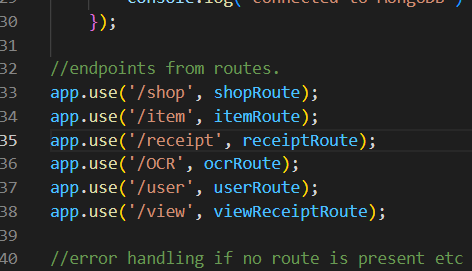 29 console.log("connected to MongoDB")
30 });
31
32 //endpoints from routes.
33 app.use('/shop', shopRoute);
34 app.use('/item', itemRoute);
35 app.use('/receipt', receiptRoute);
36 app.use('/OCR', ocrRoute);
37 app.use('/user', userRoute);
38 app.use('/view', viewReceiptRoute);
39
40 //error handling if no route is present etc